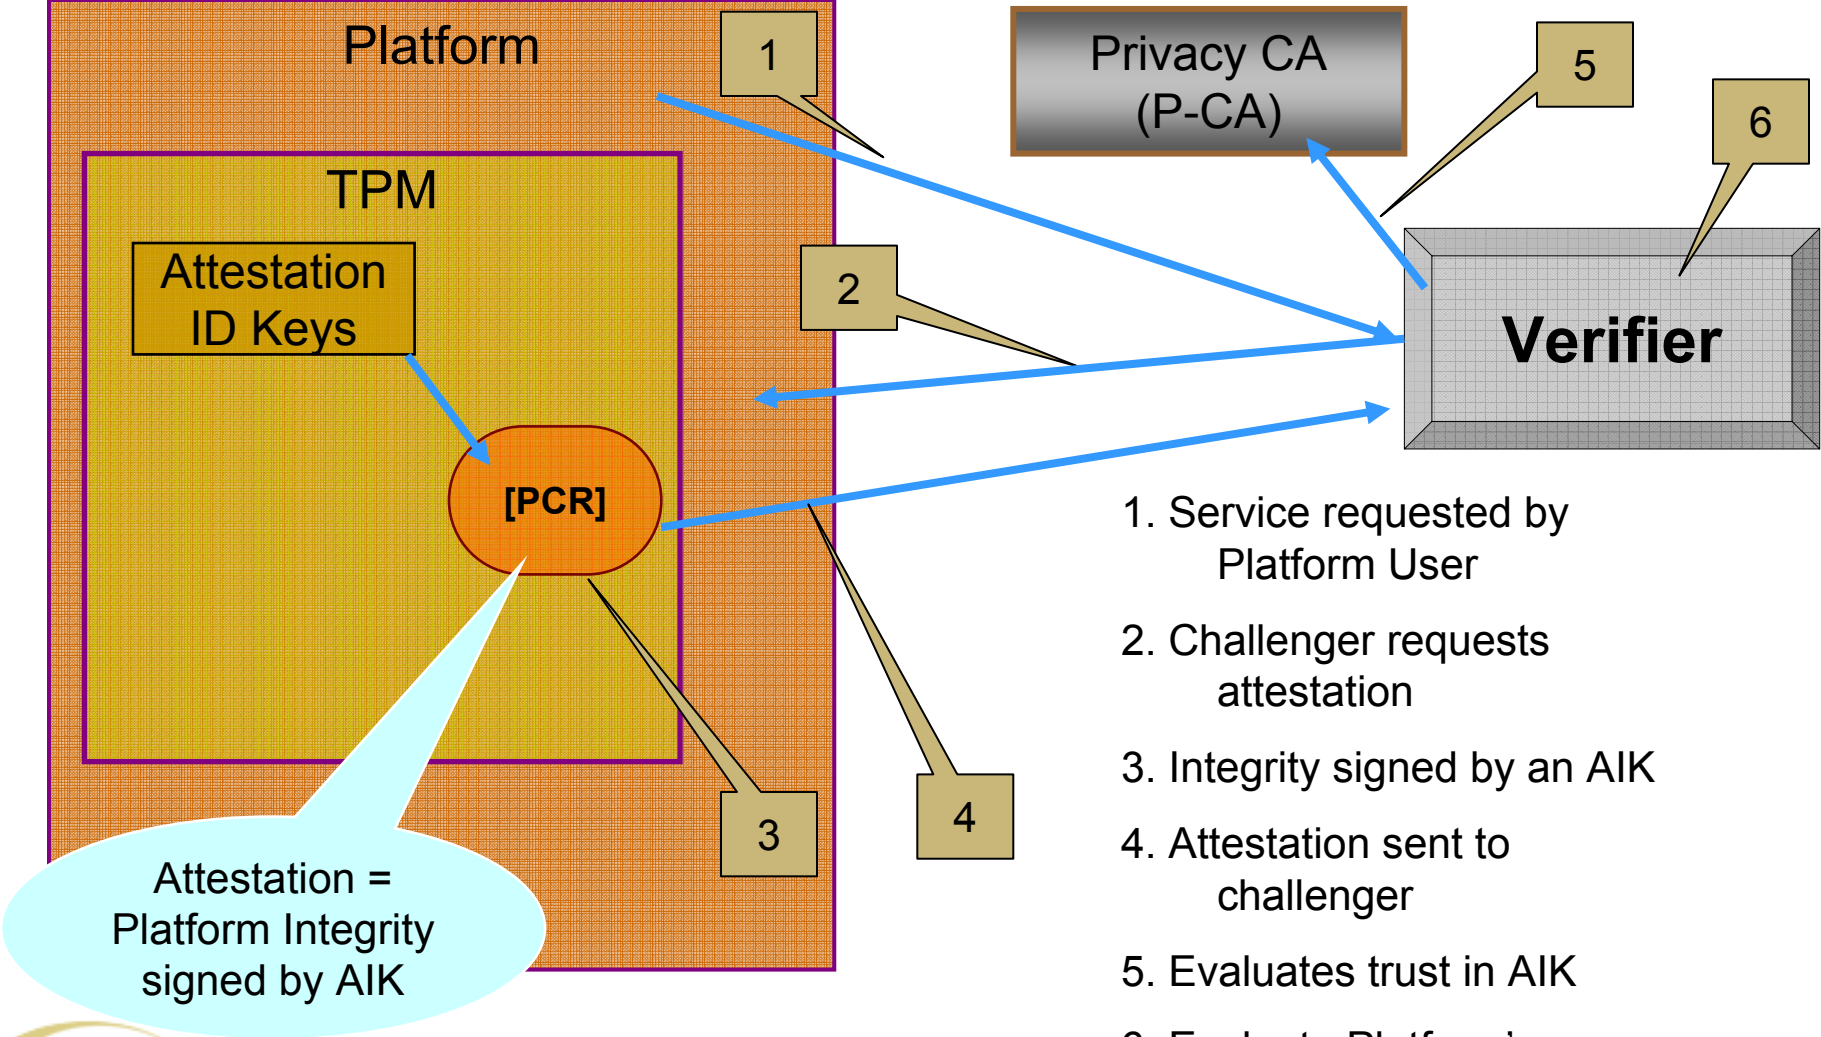 Platform
1
Privacy CA
(P-CA)
5
6
TPM
Attestation
ID Keys
2
Verifier
[PCR]
3
4
Attestation =
Platform Integrity
signed by AIK
1. Service requested by
Platform User
2. Challenger requests
attestation
3. Integrity signed by an AIK
4. Attestation sent to
challenger
5. Evaluates trust in AIK